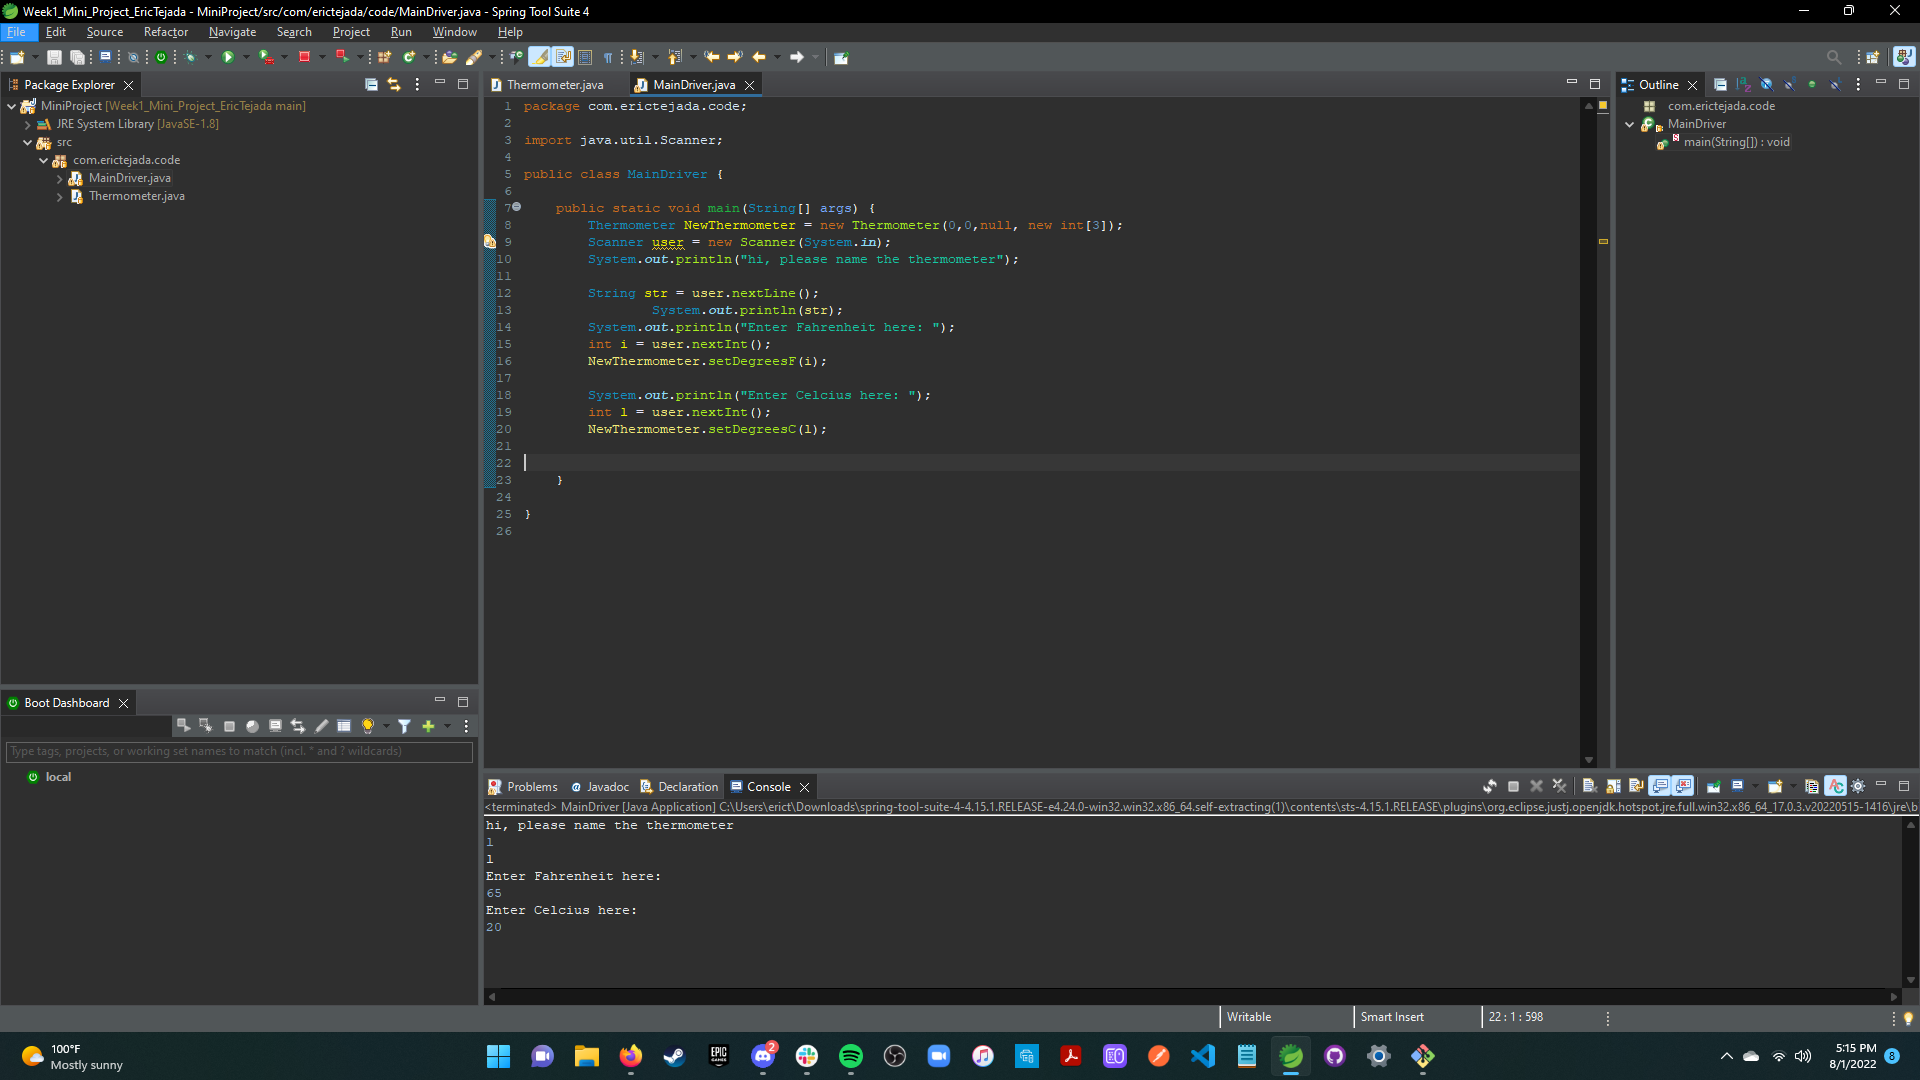 Week1_Mini_Project_EricTejada - MiniProject/src/com/erictejada/code/MainDriver.java - Spring Tool Suite 4
File Edit Source Refactor Navigate Search Project Run Window Help
Package Explorer
MiniProject [Week1_Mini_Project_EricTejada main]
JRE System Library [JavaSE-1.8]
src
com.erictejada.code
MainDriver.java
Thermometer.java
Thermometer.java MainDriver.java
1 package com.erictejada.code;
2
3 import java.util.Scanner;
4
5 public class MainDriver {
6
7 public static void main(String[] args) {
8 Thermometer NewThermometer = new Thermometer(0,0,null, new int[3]);
9 Scanner user = new Scanner(System.in);
10 System.out.println("hi, please name the thermometer");
11
12 String str = user.nextLine();
13 System.out.println(str);
14 System.out.println("Enter Fahrenheit here: ");
15 int i = user.nextInt();
16 NewThermometer.setDegreesF(i);
17
18 System.out.println("Enter Celcius here: ");
19 int l = user.nextInt();
20 NewThermometer.setDegreesC(l);
21
22
23 }
24
25 }
26
Outline
com.erictejada.code
MainDriver
main(String[]) : void
Boot Dashboard
Type tags, projects, or working set names to match (incl. * and ? wildcards)
local
Problems Javadoc Declaration Console
<terminated> MainDriver [Java Application] C:\Users\erict\Downloads\spring-tool-suite-4-4.15.1.RELEASE-e4.24.0-win32.win32.x86_64.self-extracting(1)\contents\sts-4.15.1.RELEASE\plugins\org.eclipse.justj.openjdk.hotspot.jre.full.win32.x86_64_17.0.3.v20220515-1416\jre\b
hi, please name the thermometer
l
l
Enter Fahrenheit here:
65
Enter Celcius here:
20
Writable Smart Insert 22 : 1 : 598
100°F
Mostly sunny
EPIC
GAMES
2
5:15 PM
8/1/2022
8